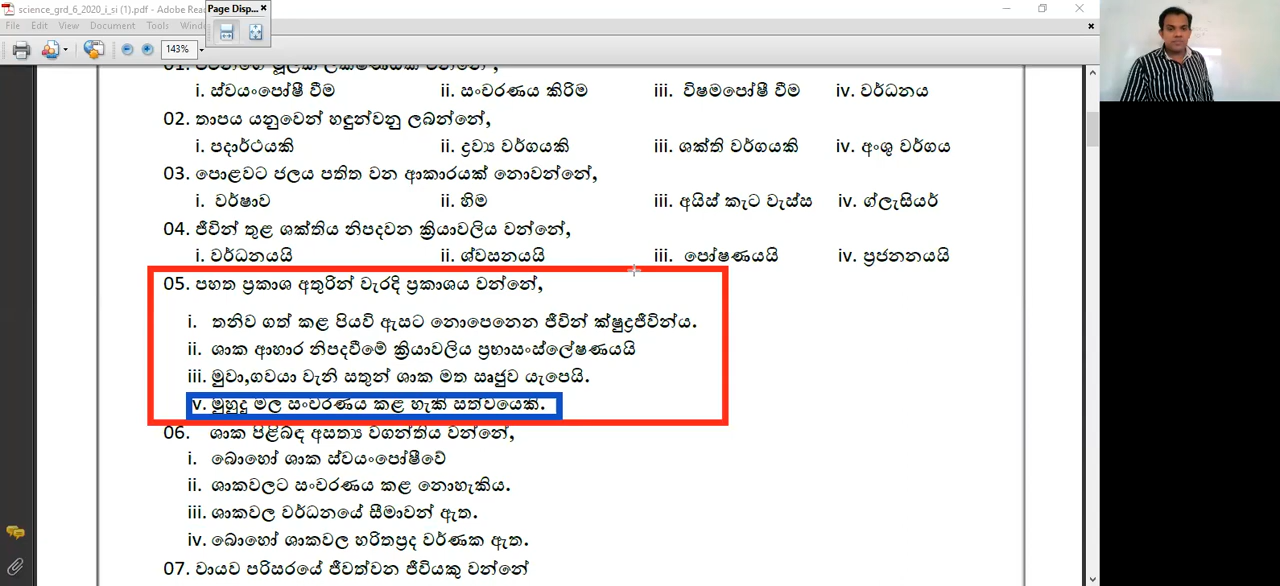 science_grd_6_2020_i_si (1).pdf - Adobe Rea
Page Disp...
File Edit View Document Tools Windo
143%
i. ස්වයංපෝෂී වීම ii. සංචරණය කිරීම iii. විෂමපෝෂී වීම iv. වර්ධනය
02. තාපය යනුවෙන් හඳුන්වනු ලබන්නේ,
i. පදාර්ථයකි ii. ද්‍රව්‍ය වර්ගයකි iii. ශක්ති වර්ගයකි iv. අංශු වර්ගය
03. පොළවට ජලය පතිත වන ආකාරයක් නොවන්නේ,
i. වර්ෂාව ii. හිම iii. අයිස් කැට වැස්ස iv. ග්ලැසියර්
04. ජීවින් තුළ ශක්තිය නිපදවන ක්‍රියාවලිය වන්නේ,
i. වර්ධනයයි ii. ශ්වසනයයි iii. පෝෂණයයි iv. ප්‍රජනනයයි
05. පහත ප්‍රකාශ අතුරින් වැරදි ප්‍රකාශය වන්නේ,
i. තනිව ගත් කළ පියවි ඇසට නොපෙනෙන ජීවින් ක්ෂුද්‍රජීවින්ය.
ii. ශාක ආහාර නිපදවීමේ ක්‍රියාවලිය ප්‍රභාසංස්ලේෂණයයි
iii. මුවා,ගවයා වැනි සතුන් ශාක මත සෘජුව යැපෙයි.
v. මුහුදු මල සංචරණය කළ හැකි සත්වයෙකි.
06. ශාක පිළිබඳ අසත්‍ය වගන්තිය වන්නේ,
i. බොහෝ ශාක ස්වයංපෝෂීවේ
ii. ශාකවලට සංචරණය කළ නොහැකිය.
iii. ශාකවල වර්ධනයේ සීමාවන් ඇත.
iv. බොහෝ ශාකවල හරිතප්‍රද වර්ණක ඇත.
07. වායව පරිසරයේ ජීවත්වන ජීවියකු වන්නේ